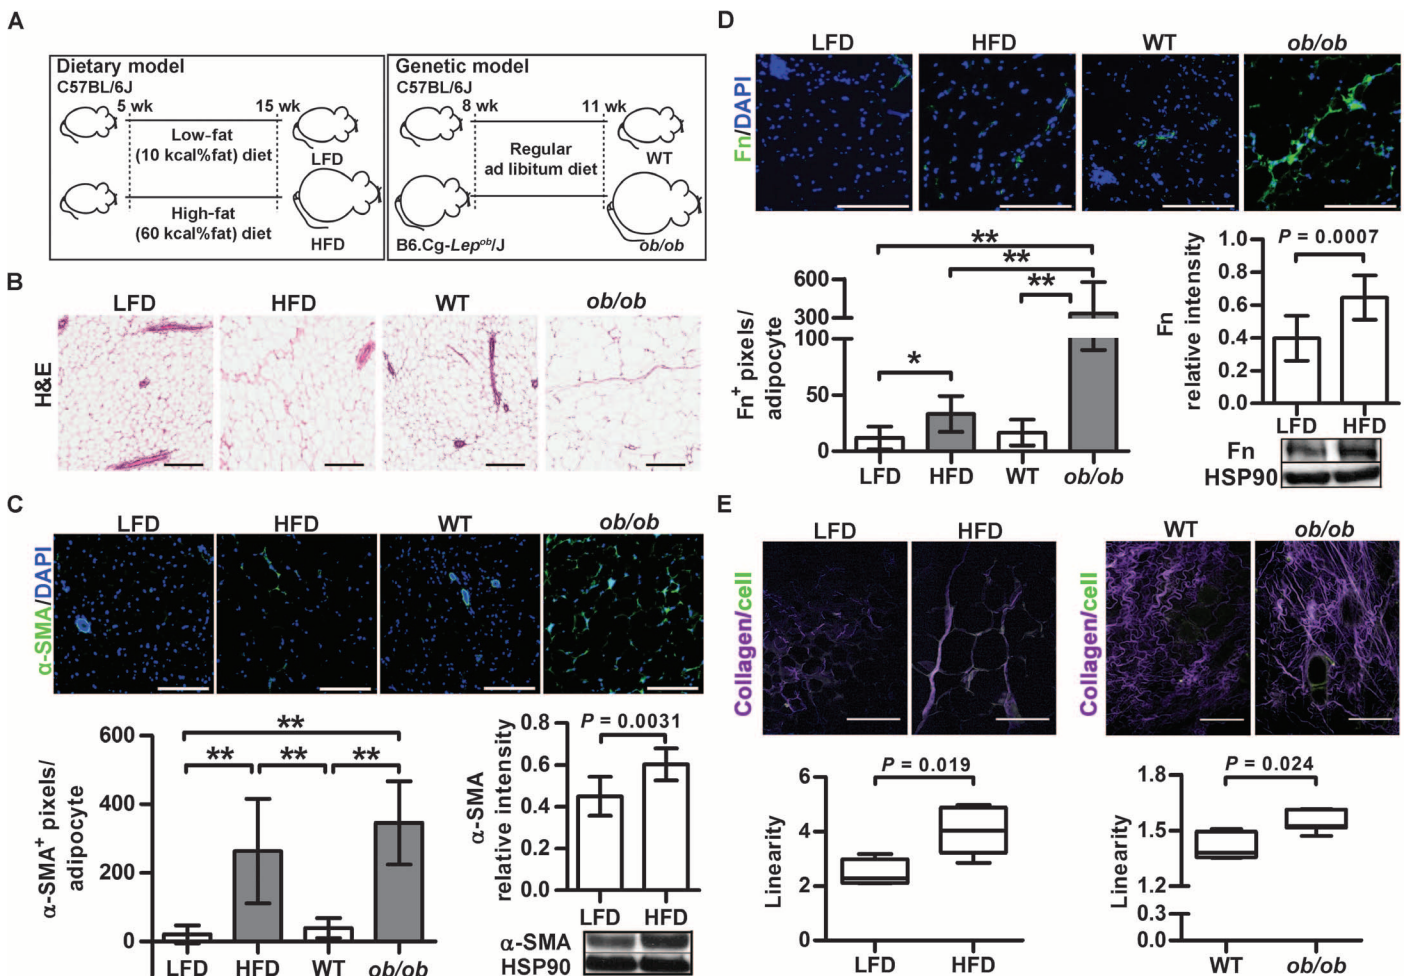 A
Dietary model
C57BL/6J
5 wk 15 wk
Low-fat
(10 kcal%fat) diet
LFD
High-fat
(60 kcal%fat) diet
HFD
Genetic model
C57BL/6J
8 wk 11 wk
Regular
ad libitum diet
WT
B6.Cg-Lepob/J
ob/ob
B
LFD HFD WT ob/ob
H&E
C
LFD HFD WT ob/ob
α-SMA/DAPI
α-SMA+ pixels/
adipocyte
600
400
200
0
** ** ** **
LFD HFD WT ob/ob
α-SMA
relative intensity
P = 0.0031
0.8
0.6
0.4
0.2
0.0
LFD HFD
α-SMA
HSP90
D
LFD HFD WT ob/ob
Fn/DAPI
Fn+ pixels/
adipocyte
600
300
100
50
0
**
**
**
*
LFD HFD WT ob/ob
Fn
relative intensity
P = 0.0007
1.0
0.8
0.6
0.4
0.2
0.0
LFD HFD
Fn
HSP90
E
LFD HFD
Collagen/cell
WT ob/ob
Collagen/cell
Linearity
P = 0.019
6
4
2
0
LFD HFD
Linearity
P = 0.024
1.8
1.5
1.2
0.3
0.0
WT ob/ob